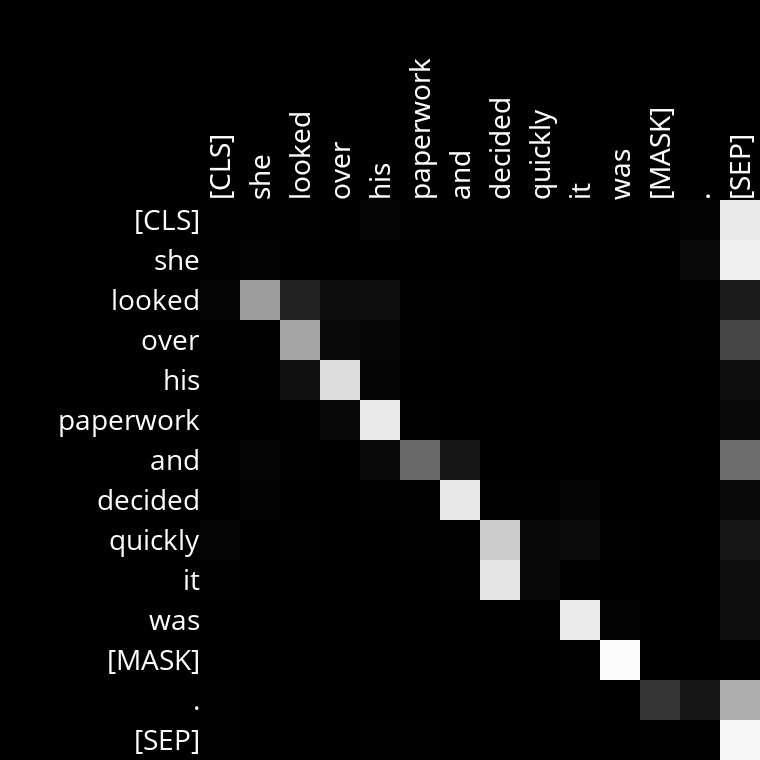 [CLS] she looked over his paperwork and decided quickly it was [MASK] . [SEP]
[CLS]
she
looked
over
his
paperwork
and
decided
quickly
it
was
[MASK]
.
[SEP]